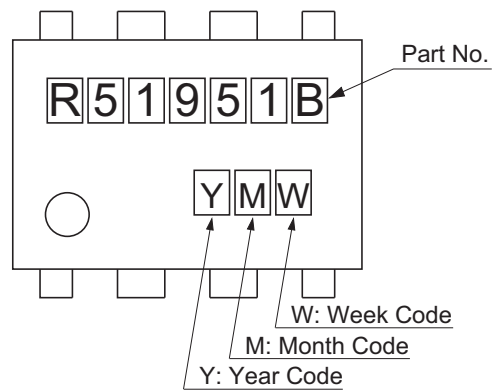 Part No.
R51951B
YMW
W: Week Code
M: Month Code
Y: Year Code